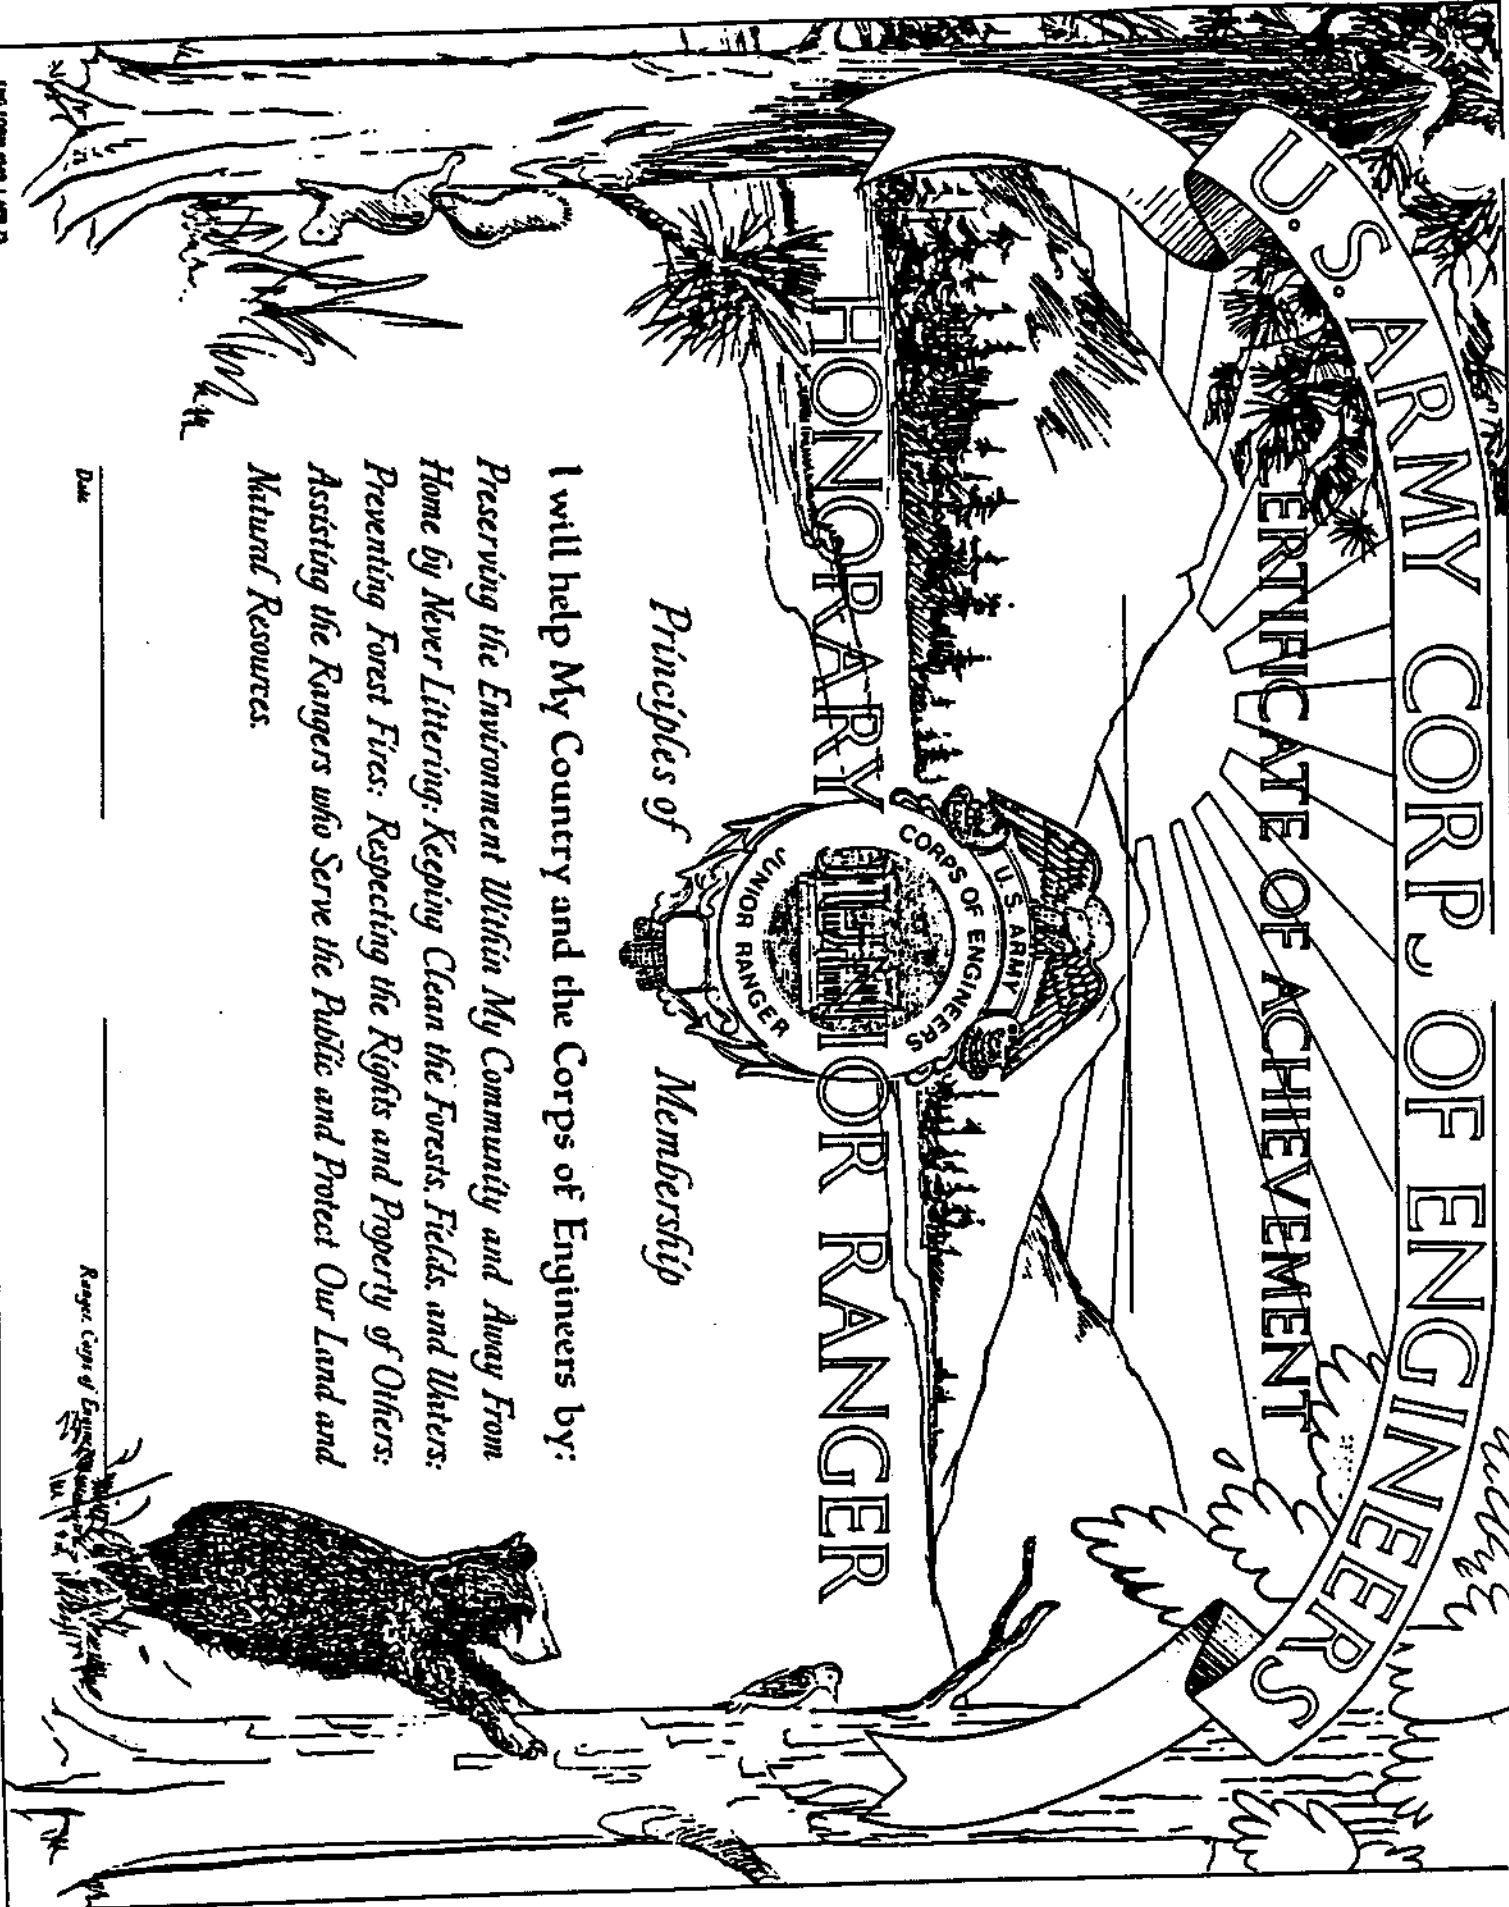 U.S. ARMY CORP. OF ENGINEERS
CERTIFICATE OF ACHIEVEMENT
U.S. ARMY
CORPS OF ENGINEERS
JUNIOR RANGER
HONORARY JUNIOR RANGER
Principles of Membership
I will help My Country and the Corps of Engineers by:
Preserving the Environment Within My Community and Away From
Home by Never Littering: Keeping Clean the Forests, Fields, and Waters:
Preventing Forest Fires: Respecting the Rights and Property of Others:
Assisting the Rangers who Serve the Public and Protect Our Land and
Natural Resources.
Date
Ranger, Corps of